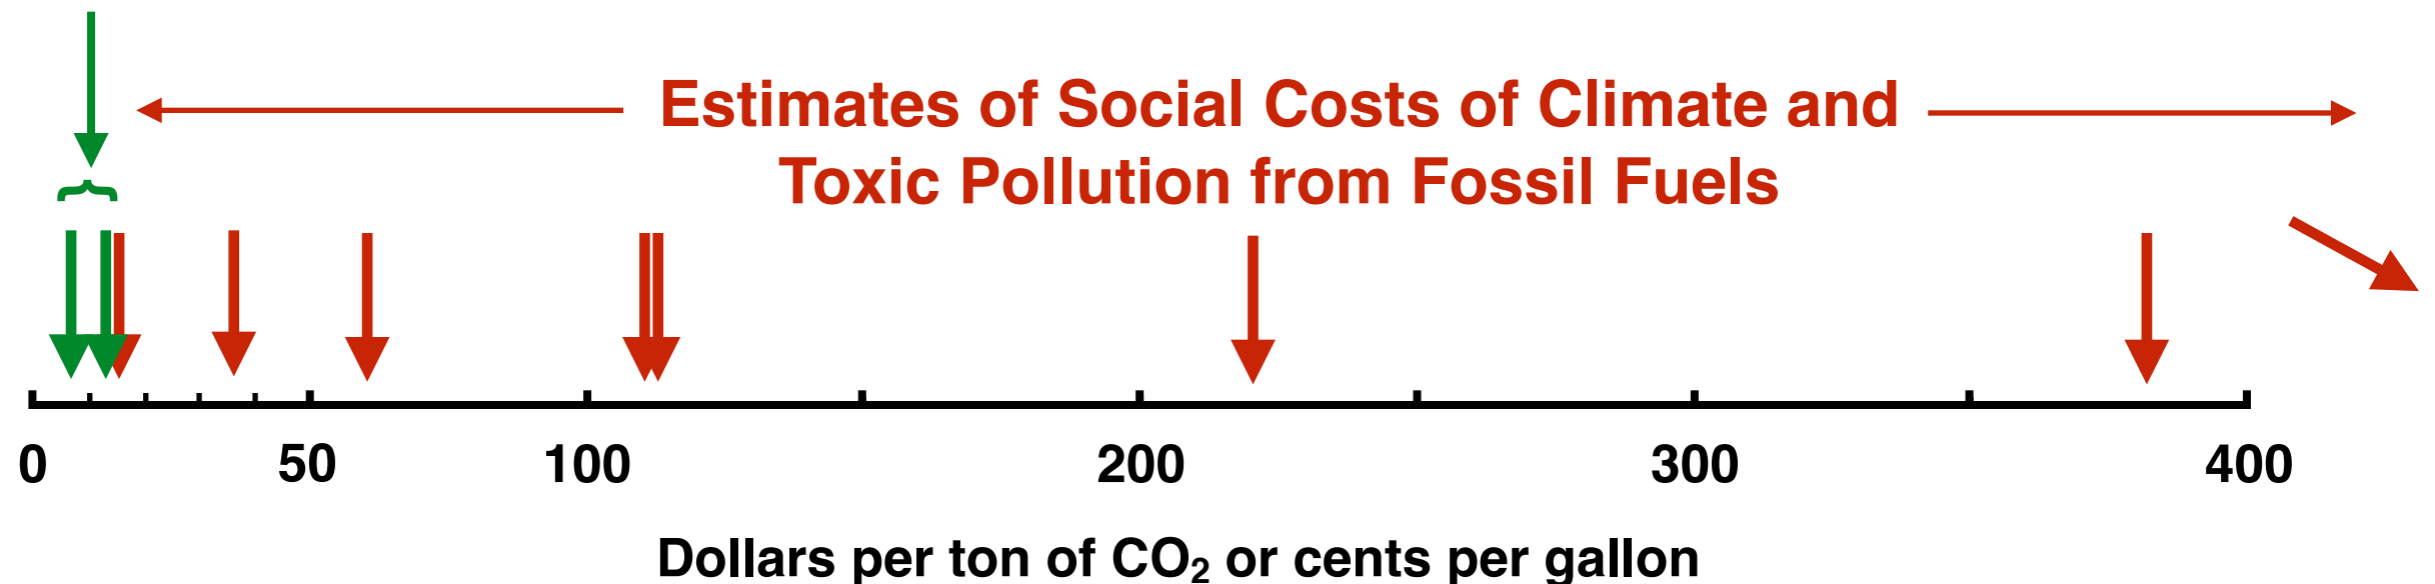 Estimates of Social Costs of Climate and
Toxic Pollution from Fossil Fuels
0 50 100 200 300 400
Dollars per ton of CO₂ or cents per gallon